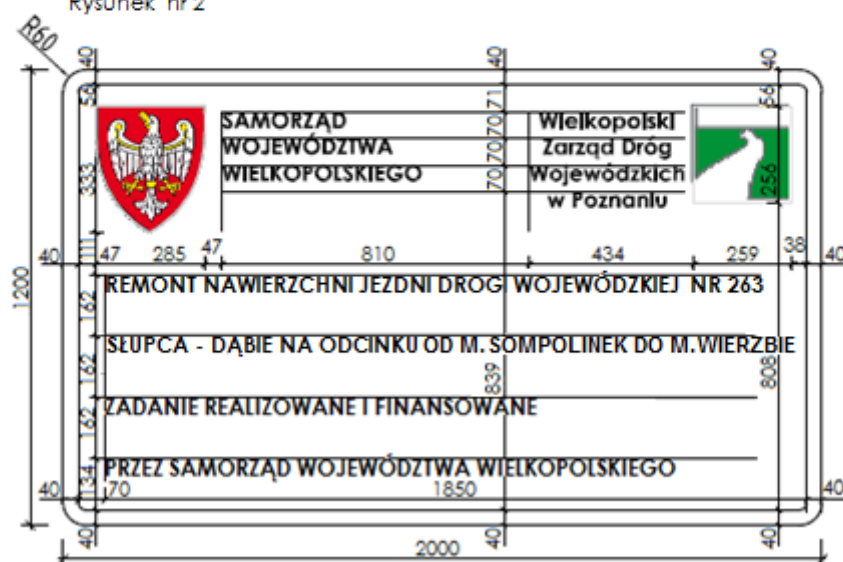 Rysunek nr 2
R60
40 40 40
56 71 56
SAMORZĄD
WOJEWÓDZTWA
WIELKOPOLSKIEGO
70 70 70
Wielkopolski
Zarząd Dróg
Wojewódzkich
w Poznaniu
333 256
111
40 47 285 47 810 434 259 38 40
1200
REMONT NAWIERZCHNI JEZDNI DROGI WOJEWÓDZKIEJ NR 263
162
SŁUPCA - DĄBIE NA ODCINKU OD M. SOMPOLINEK DO M.WIERZBIE
162 839 808
ZADANIE REALIZOWANE I FINANSOWANE
162
PRZEZ SAMORZĄD WOJEWÓDZTWA WIELKOPOLSKIEGO
134
40 70 1850 40
40 40 40
2000